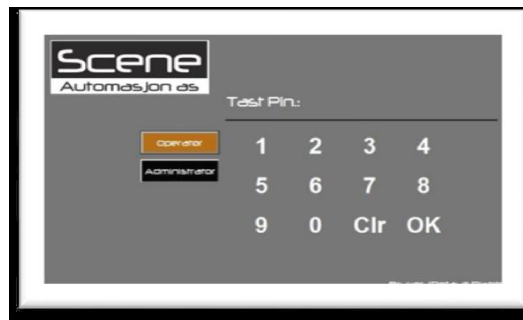 Scene
Automasjon as
Tast Pin.:
Operator
Administrator
1 2 3 4
5 6 7 8
9 0 Clr OK